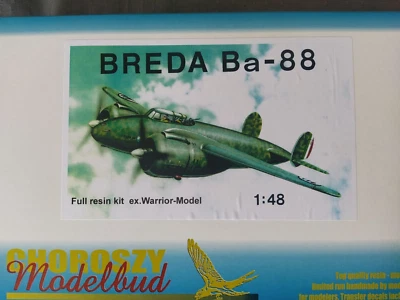 BREDA Ba-88
Full resin kit ex.Warrior-Model 1:48
CHOROSZY
Modelbud
Top quality resin
for modelers. Transfer decals